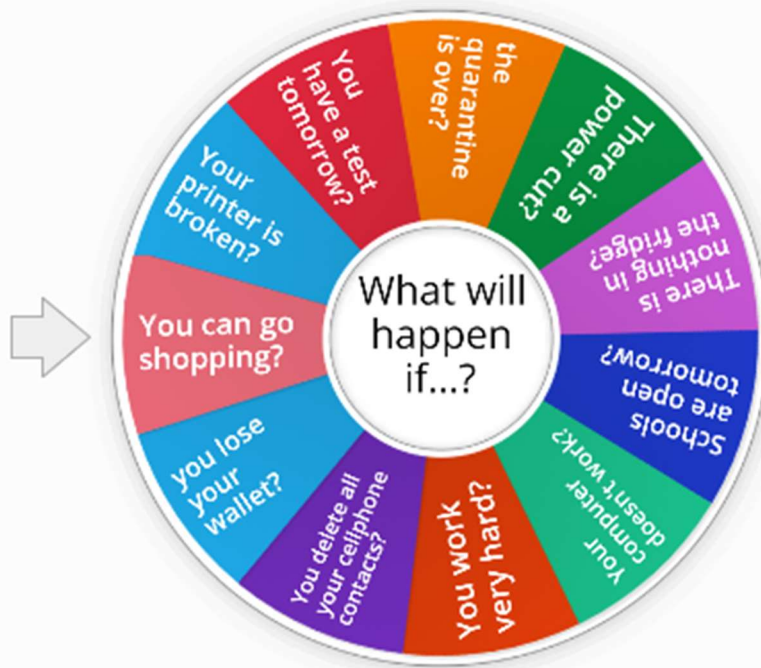 What will
happen
if...?
You can go
shopping?
Your
printer is
broken?
You
have a test
tomorrow?
the
quarantine
is over?
There is a
power cut?
There is
nothing in
the fridge?
Schools
are open
tomorrow?
Your
computer
doesn't work?
You work
very hard?
You delete all
your cellphone
contacts?
you lose
your
wallet?